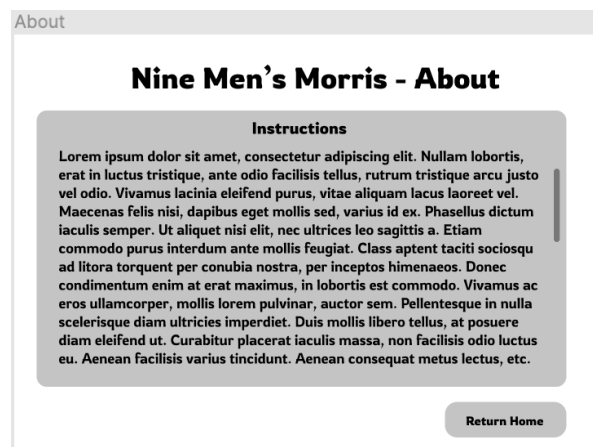 About
Nine Men's Morris - About
Instructions
Lorem ipsum dolor sit amet, consectetur adipiscing elit. Nullam lobortis,
erat in luctus tristique, ante odio facilisis tellus, rutrum tristique arcu justo
vel odio. Vivamus lacinia eleifend purus, vitae aliquam lacus laoreet vel.
Maecenas felis nisi, dapibus eget mollis sed, varius id ex. Phasellus dictum
iaculis semper. Ut aliquet nisi elit, nec ultrices leo sagittis a. Etiam
commodo purus interdum ante mollis feugiat. Class aptent taciti sociosqu
ad litora torquent per conubia nostra, per inceptos himenaeos. Donec
condimentum enim at erat maximus, in lobortis est commodo. Vivamus ac
eros ullamcorper, mollis lorem pulvinar, auctor sem. Pellentesque in nulla
scelerisque diam ultricies imperdiet. Duis mollis libero tellus, at posuere
diam eleifend ut. Curabitur placerat iaculis massa, non facilisis odio luctus
eu. Aenean facilisis varius tincidunt. Aenean consequat metus lectus, etc.
Return Home